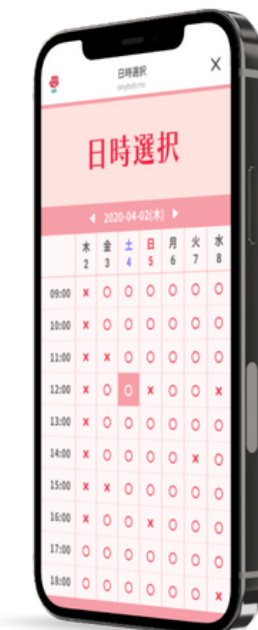 日時選択
anybot.me
×
日時選択
◀ 2020-04-02(木) ▶
木 金 土 日 月 火 水
2 3 4 5 6 7 8
09:00 × ○ ○ ○ ○ ○ ○
10:00 × ○ ○ ○ ○ ○ ○
11:00 × × ○ ○ ○ ○ ○
12:00 × ○ ○ × ○ ○ ×
13:00 × ○ ○ ○ ○ ○ ○
14:00 × ○ ○ ○ ○ × ○
15:00 × × ○ ○ ○ ○ ○
16:00 × ○ ○ × ○ ○ ○
17:00 ○ ○ ○ ○ ○ ○ ○
18:00 ○ ○ ○ ○ ○ ○ ×